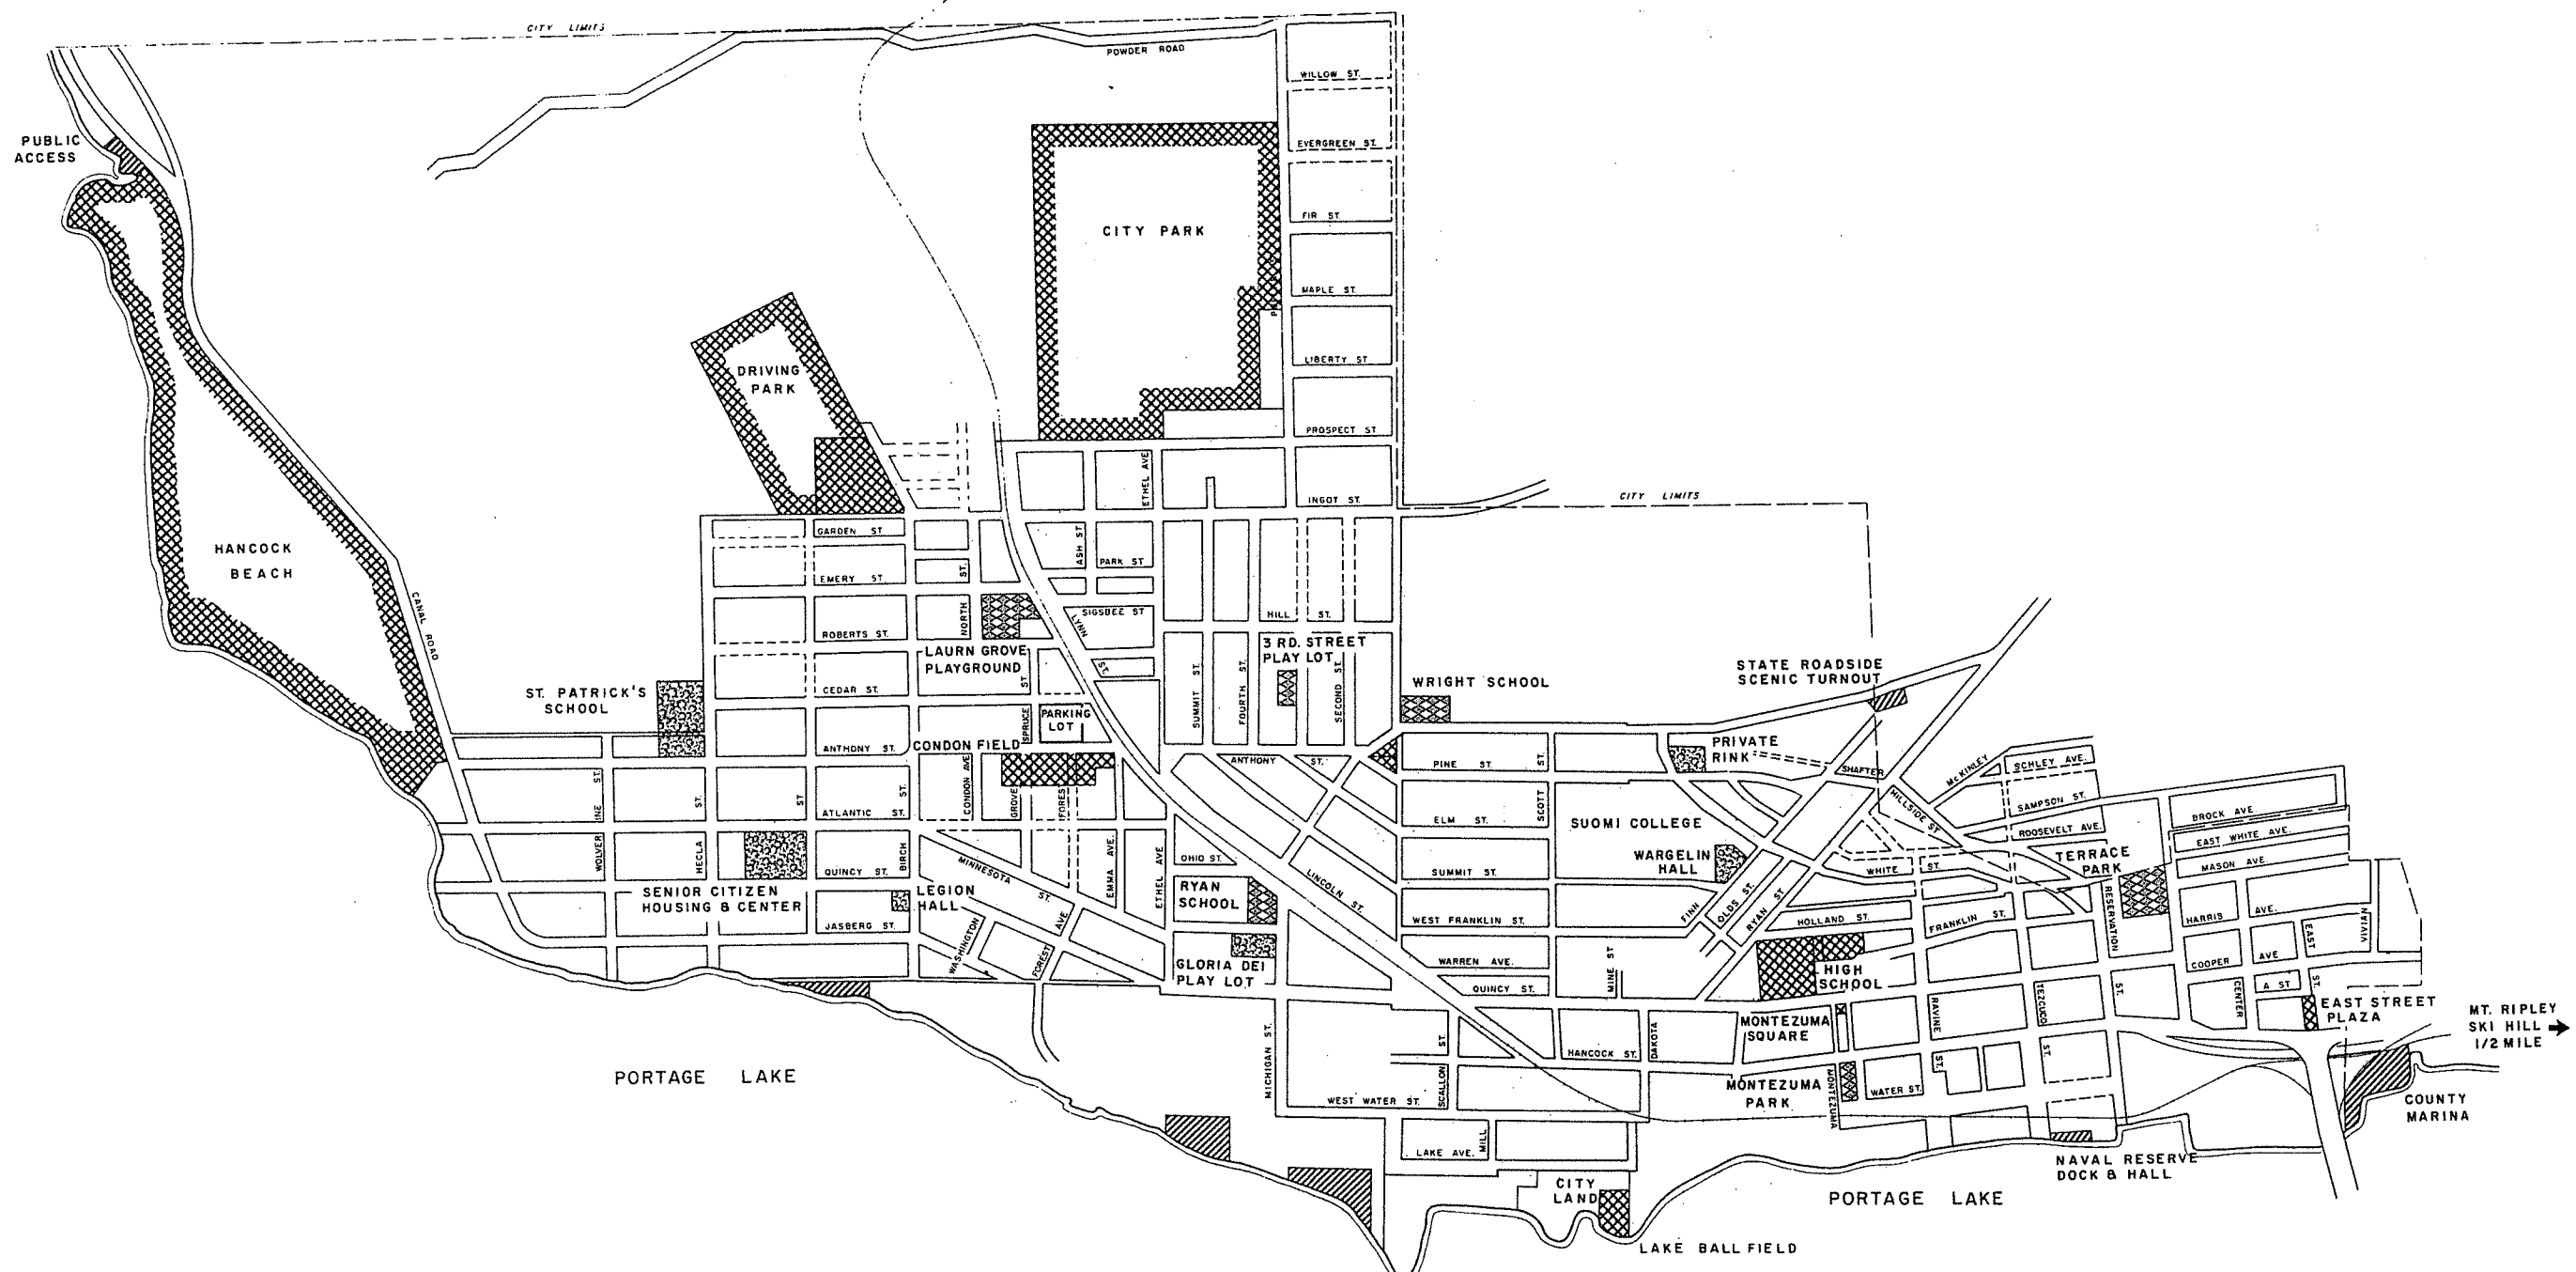 CITY LIMITS
POWDER ROAD
WILLOW ST.
PUBLIC
ACCESS
EVERGREEN ST.
FIR ST.
CITY PARK
MAPLE ST.
LIBERTY ST
DRIVING
PARK
PROSPECT ST
ETHEL AVE
INGOT ST.
CITY LIMITS
GARDEN ST
ASH ST
PARK ST
HANCOCK
BEACH
EMERY ST.
ST.
CANAL ROAD
NORTH
SIGSBEE ST
HILL ST.
LYNN
ST.
ROBERTS ST.
LAURN GROVE
PLAYGROUND
3 RD. STREET
PLAY LOT
STATE ROADSIDE
SCENIC TURNOUT
ST. PATRICK'S
SCHOOL
CEDAR ST.
ST
SUMMIT ST.
FOURTH ST.
SECOND ST.
WRIGHT SCHOOL
SPRUCE
PARKING
LOT
ANTHONY ST.
CONDON FIELD
ANTHONY ST.
PINE ST.
ST.
PRIVATE
RINK
SHAFTER
McKINLEY
SCHLEY AVE.
ST.
ST.
ST
ATLANTIC ST.
ST.
CONDON AVE
GROVE
FOREST
ELM ST.
SCOTT
SUOMI COLLEGE
HILLSIDE ST
SAMPSON ST.
BROCK AVE.
ROOSEVELT AVE.
EAST WHITE AVE.
WOLVER INE
HECLA
QUINCY ST.
BIRCH
MINNESOTA ST.
EMMA AVE.
ETHEL AVE
OHIO ST.
LINCOLN ST.
SUMMIT ST.
WARGELIN
HALL
WHITE ST.
TERRACE
PARK
MASON AVE
SENIOR CITIZEN
HOUSING & CENTER
LEGION
HALL
RYAN
SCHOOL
JASBERG ST.
WASHINGTON
FOREST AVE
WEST FRANKLIN ST.
FINN
OLDS ST.
RYAN ST
HOLLAND ST.
FRANKLIN ST.
RESERVATION
ST.
HARRIS AVE.
EAST
ST.
VIVIAN
GLORIA DEI
PLAY LOT
WARREN AVE.
QUINCY ST.
MINE ST
HIGH
SCHOOL
COOPER AVE
A ST
CENTER
EAST STREET
PLAZA
MT. RIPLEY
SKI HILL
1/2 MILE
MICHIGAN ST.
ST
SCALLON
HANCOCK ST.
DAKOTA
MONTEZUMA
SQUARE
RAVINE
ST.
TEZCUCO
ST.
PORTAGE LAKE
WEST WATER ST.
MONTEZUMA
PARK
MONTEZUMA
WATER ST.
COUNTY
MARINA
LAKE AVE.
MILL
NAVAL RESERVE
DOCK & HALL
CITY
LAND
PORTAGE LAKE
LAKE BALL FIELD